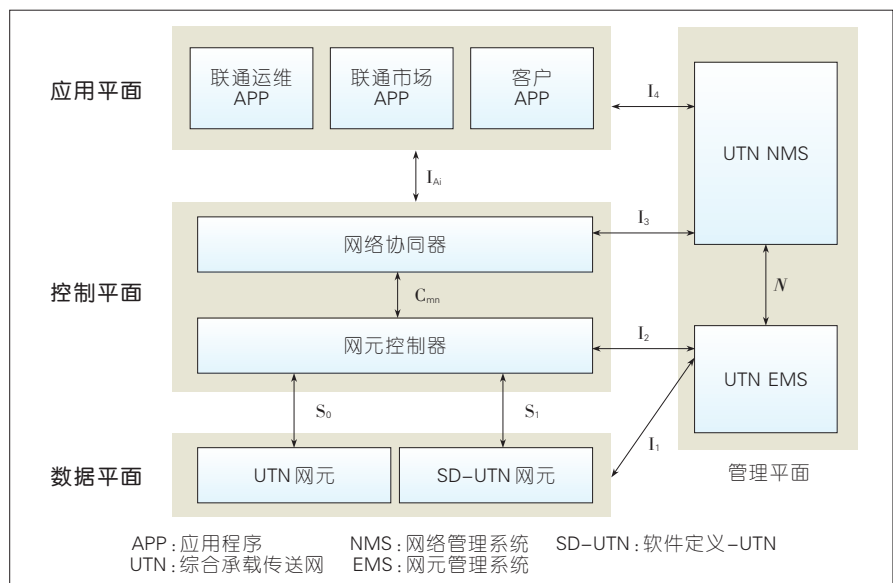 应用平面
联通运维
APP
联通市场
APP
客户
APP
I₄
UTN NMS
I_Ai
控制平面
网络协同器
I₃
C_mn
N
网元控制器
I₂
UTN EMS
S₀
S₁
I₁
数据平面
UTN 网元
SD-UTN 网元
管理平面
APP：应用程序 NMS：网络管理系统 SD-UTN：软件定义-UTN
UTN：综合承载传送网 EMS：网元管理系统